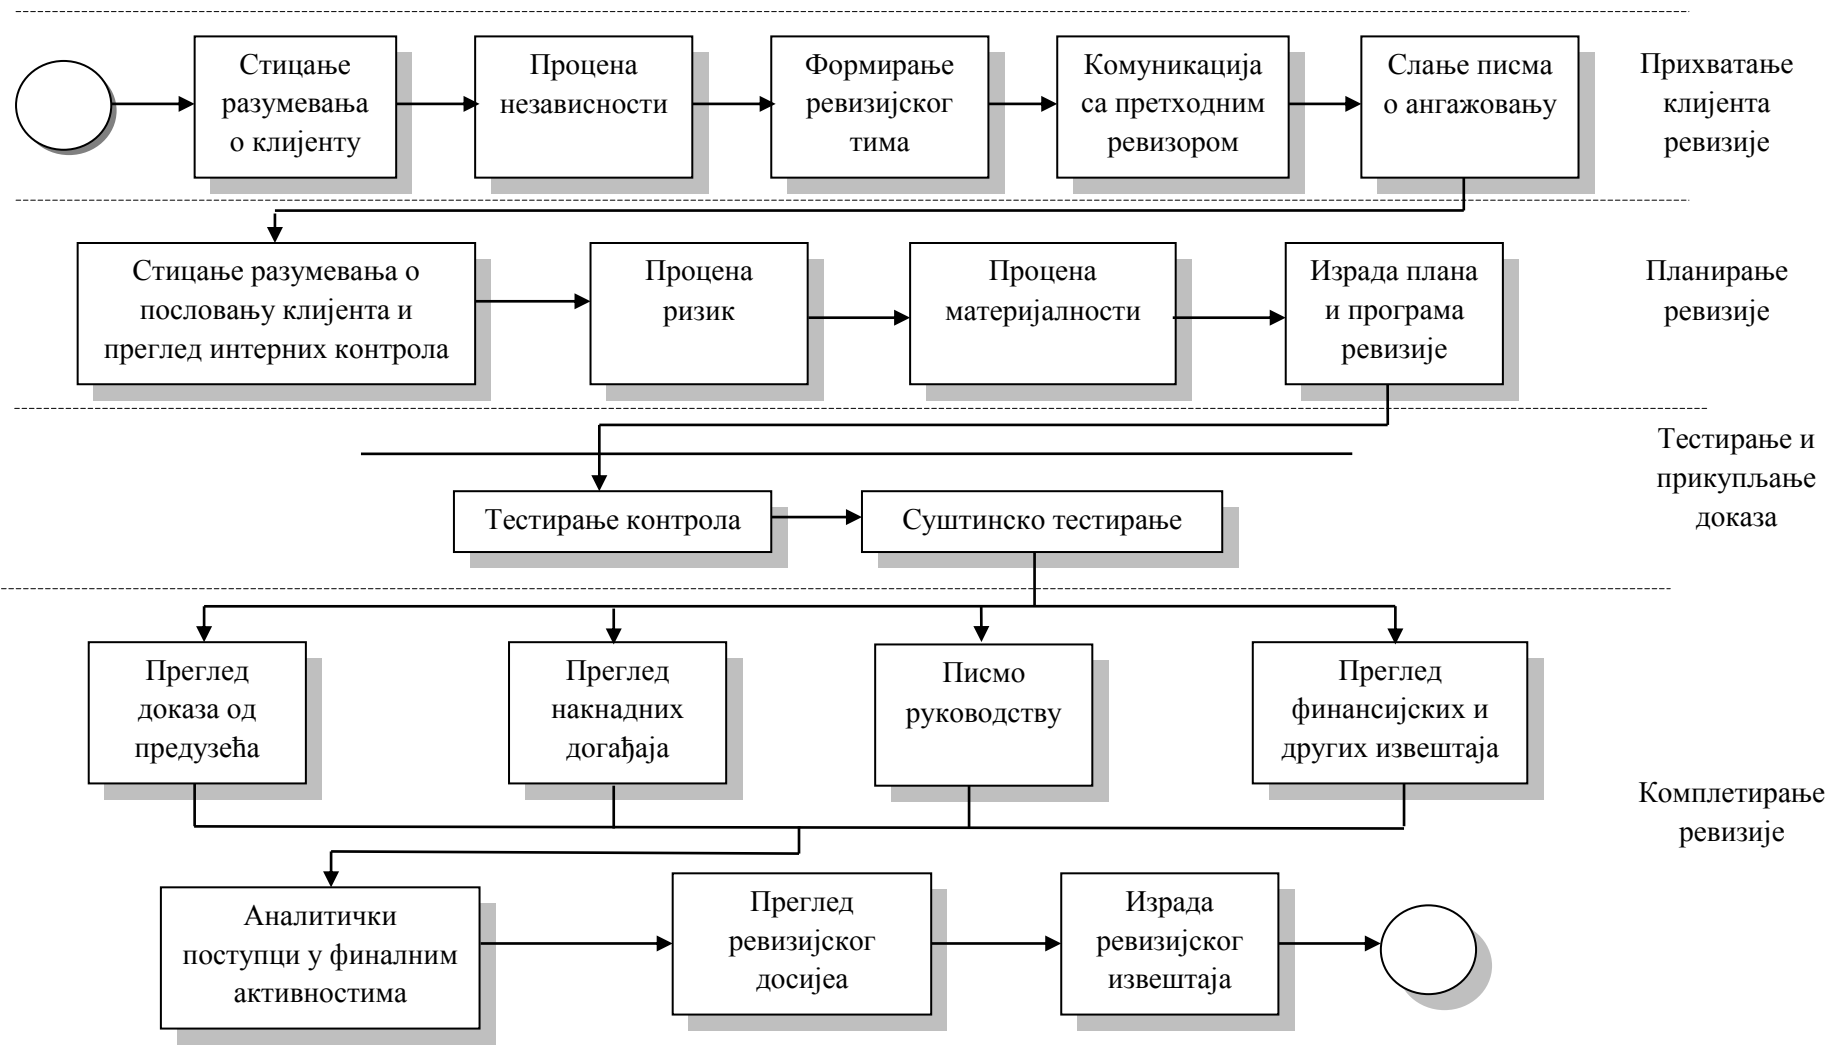 Стицање
разумевања
о клијенту
Процена
независности
Формирање
ревизијског
тима
Комуникација
са претходним
ревизором
Слање писма
о ангажовању
Прихватање
клијента
ревизије
Стицање разумевања о
пословању клијента и
преглед интерних контрола
Процена
ризик
Процена
материјалности
Израда плана
и програма
ревизије
Планирање
ревизије
Тестирање и
прикупљање
доказа
Тестирање контрола
Суштинско тестирање
Преглед
доказа од
предузећа
Преглед
накнадних
догађаја
Писмо
руководству
Преглед
финансијских и
других извештаја
Комплетирање
ревизије
Аналитички
поступци у финалним
активностима
Преглед
ревизијског
досијеа
Израда
ревизијског
извештаја